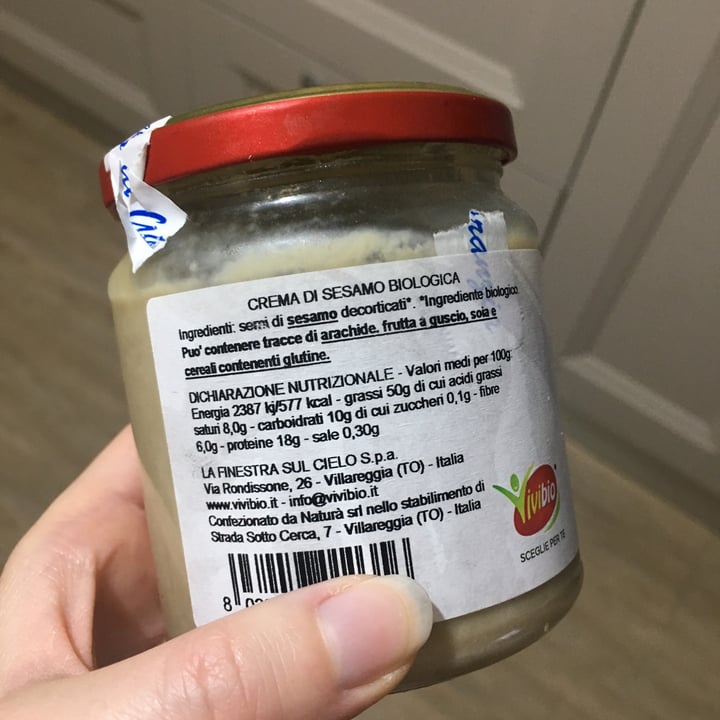 CREMA DI SESAMO BIOLOGICA
Ingredienti: semi di sesamo decorticati*. *Ingrediente biologico.
Puo' contenere tracce di arachide, frutta a guscio, soia e
cereali contenenti glutine.
DICHIARAZIONE NUTRIZIONALE - Valori medi per 100g:
Energia 2387 kj/577 kcal - grassi 50g di cui acidi grassi
saturi 8,0g - carboidrati 10g di cui zuccheri 0,1g - fibre
6,0g - proteine 18g - sale 0,30g
LA FINESTRA SUL CIELO S.p.a.
Via Rondissone, 26 - Villareggia (TO) - Italia
www.vivibio.it - info@vivibio.it
Confezionato da Naturà srl nello stabilimento di
Strada Sotto Cerca, 7 - Villareggia (TO) - Italia
Vivibio
SCEGLIE PER TE
8